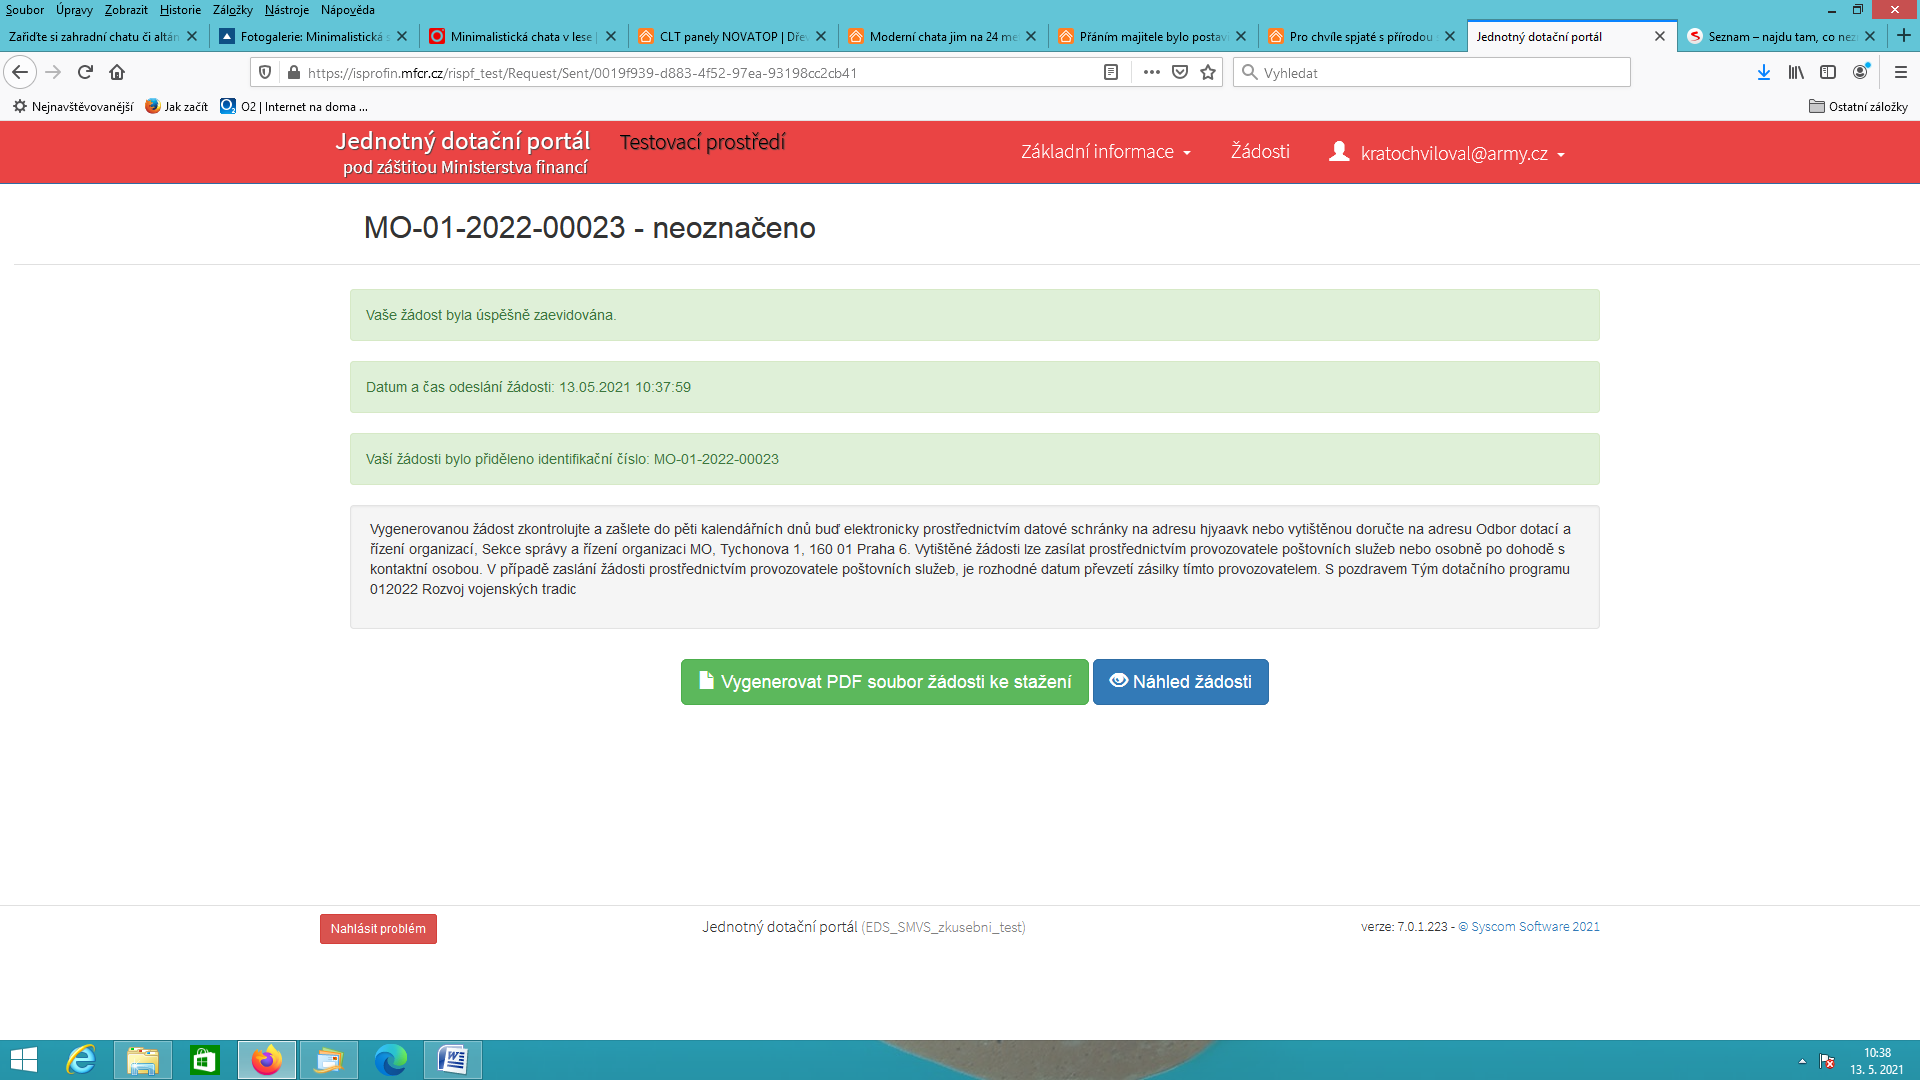 Soubor Úpravy Zobrazit Historie Záložky Nástroje Nápověda
Zařiďte si zahradní chatu či altán
Fotogalerie: Minimalistická
Minimalistická chata v lese
CLT panely NOVATOP | Dřev
Moderní chata jim na 24 met
Přáním majitele bylo postav
Pro chvíle spjaté s přírodou
Jednotný dotační portál
Seznam – najdu tam, co nez
https://isprofin.mfcr.cz/rispf_test/Request/Sent/0019f939-d883-4f52-97ea-93198cc2cb41
Vyhledat
Nejnavštěvovanější Jak začít O2 | Internet na doma ... Ostatní záložky
Jednotný dotační portál
pod záštitou Ministerstva financí
Testovací prostředí
Základní informace Žádosti kratochviloval@army.cz
MO-01-2022-00023 - neoznačeno
Vaše žádost byla úspěšně zaevidována.
Datum a čas odeslání žádosti: 13.05.2021 10:37:59
Vaší žádosti bylo přiděleno identifikační číslo: MO-01-2022-00023
Vygenerovanou žádost zkontrolujte a zašlete do pěti kalendářních dnů buď elektronicky prostřednictvím datové schránky na adresu hjyaavk nebo vytištěnou doručte na adresu Odbor dotací a
řízení organizací, Sekce správy a řízení organizaci MO, Tychonova 1, 160 01 Praha 6. Vytištěné žádosti lze zasílat prostřednictvím provozovatele poštovních služeb nebo osobně po dohodě s
kontaktní osobou. V případě zaslání žádosti prostřednictvím provozovatele poštovních služeb, je rozhodné datum převzetí zásilky tímto provozovatelem. S pozdravem Tým dotačního programu
012022 Rozvoj vojenských tradic
Vygenerovat PDF soubor žádosti ke stažení
Náhled žádosti
Nahlásit problém
Jednotný dotační portál (EDS_SMVS_zkusebni_test)
verze: 7.0.1.223 - © Syscom Software 2021
10:38
13. 5. 2021